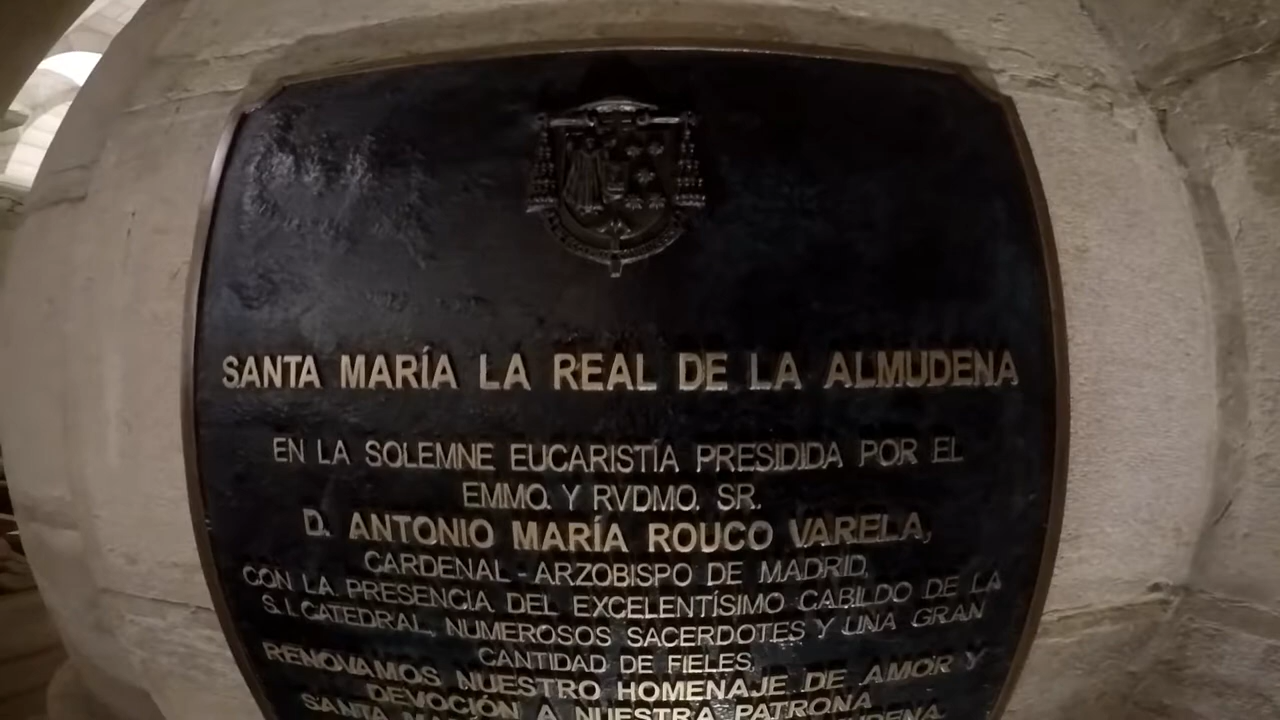 SANTA MARÍA LA REAL DE LA ALMUDENA
EN LA SOLEMNE EUCARISTÍA PRESIDIDA POR EL
EMMO. Y RVDMO. SR.
D. ANTONIO MARÍA ROUCO VARELA,
CARDENAL - ARZOBISPO DE MADRID,
CON LA PRESENCIA DEL EXCELENTÍSIMO CABILDO DE LA
S. I. CATEDRAL, NUMEROSOS SACERDOTES Y UNA GRAN
CANTIDAD DE FIELES,
RENOVAMOS NUESTRO HOMENAJE DE AMOR Y
DEVOCIÓN A NUESTRA PATRONA
SANTA